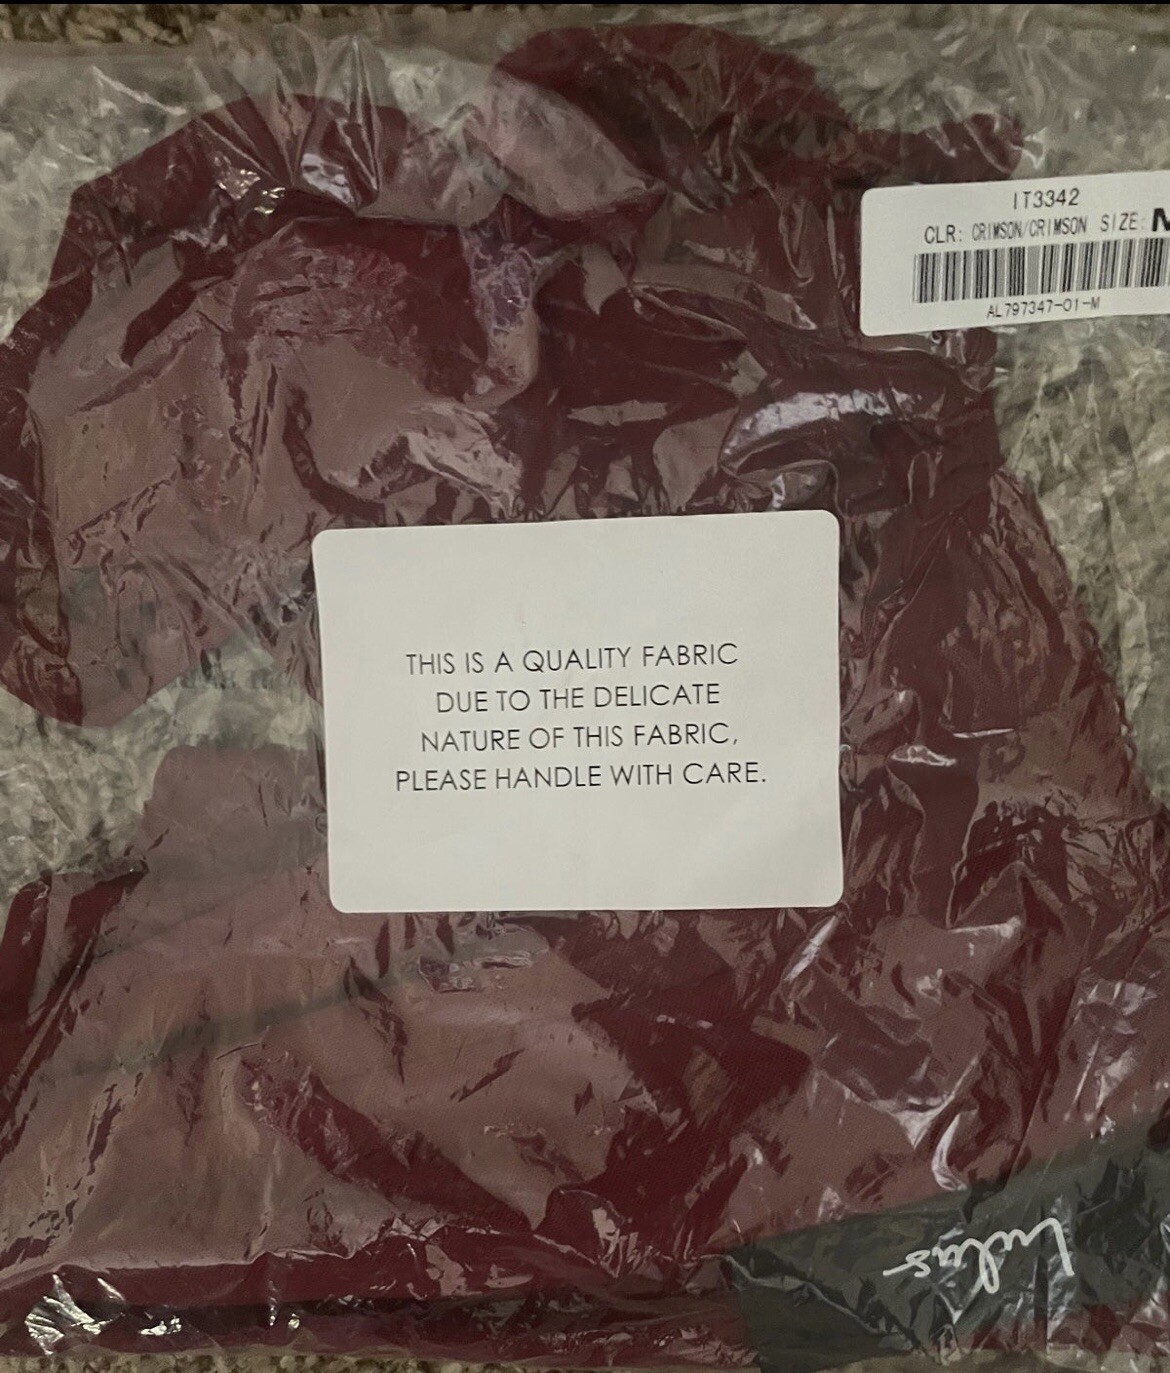 IT3342
CLR: CRIMSON/CRIMSON SIZE: M
AL797347-01-M
THIS IS A QUALITY FABRIC
DUE TO THE DELICATE
NATURE OF THIS FABRIC,
PLEASE HANDLE WITH CARE.